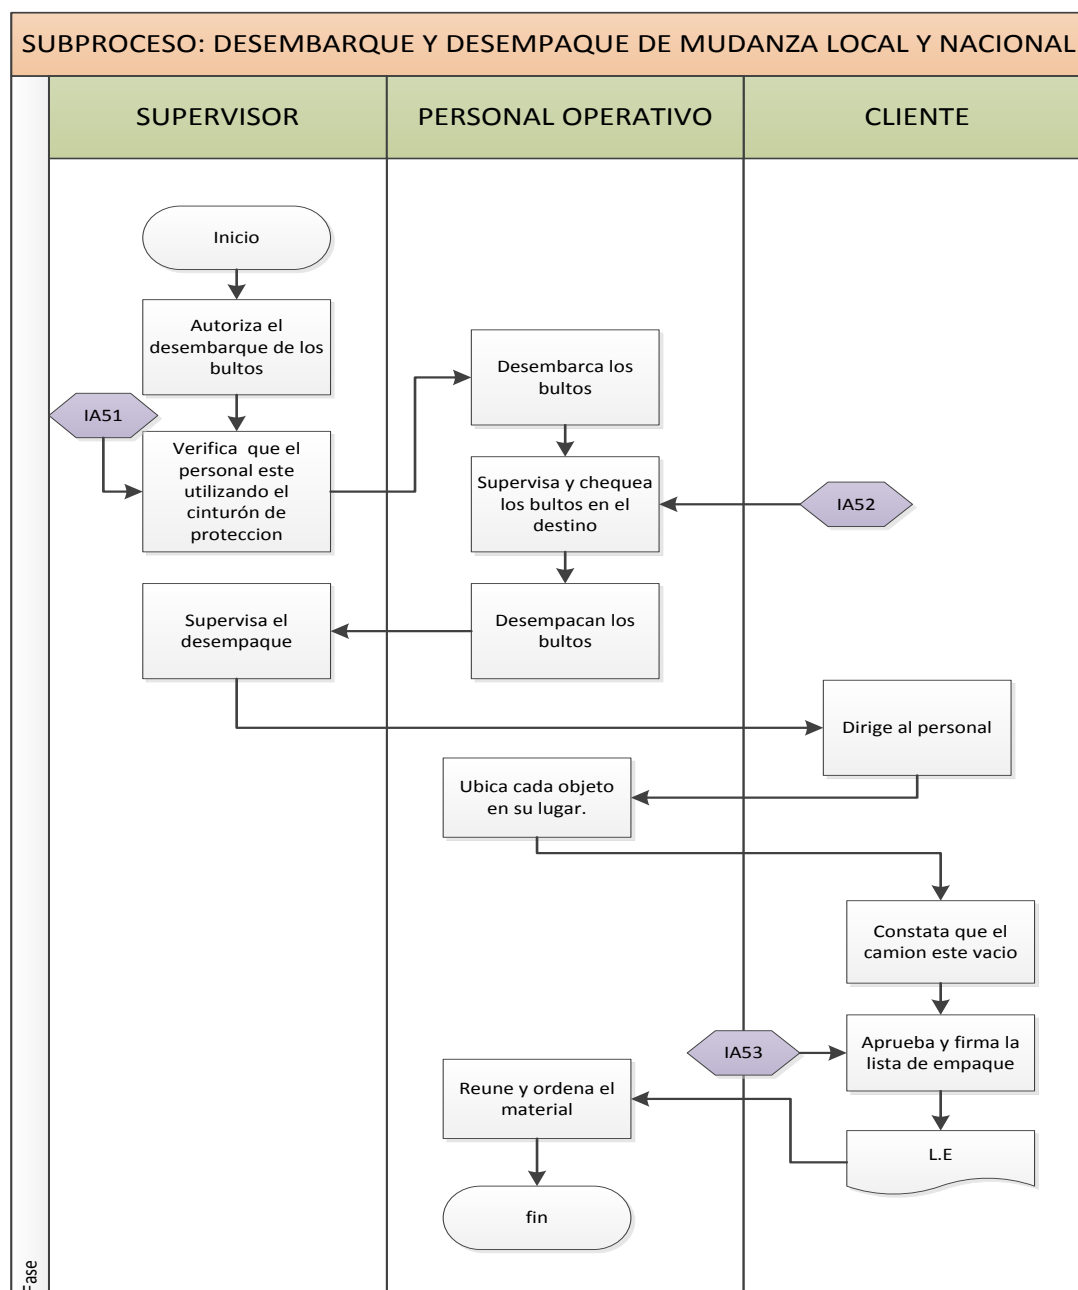 SUBPROCESO: DESEMBARQUE Y DESEMPAQUE DE MUDANZA LOCAL Y NACIONAL
SUPERVISOR
PERSONAL OPERATIVO
CLIENTE
Inicio
Autoriza el
desembarque de los
bultos
IA51
Verifica que el
personal este
utilizando el
cinturón de
proteccion
Desembarca los
bultos
Supervisa y chequea
los bultos en el
destino
IA52
Desempacan los
bultos
Supervisa el
desempaque
Dirige al personal
Ubica cada objeto
en su lugar.
Constata que el
camion este vacio
IA53
Aprueba y firma la
lista de empaque
L.E
Reune y ordena el
material
fin
Fase